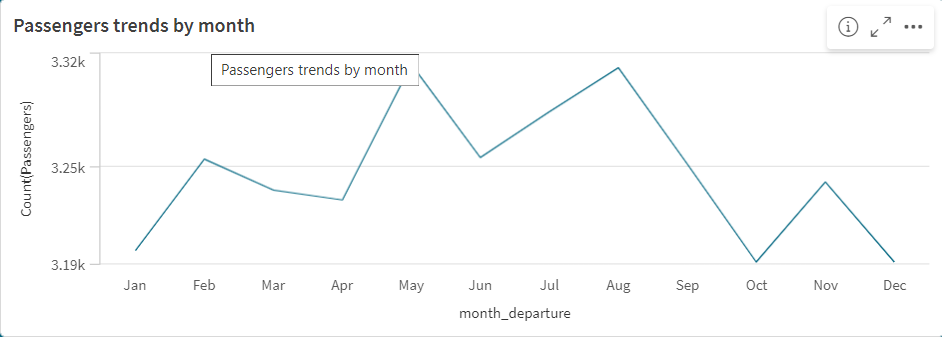 Passengers trends by month
Passengers trends by month
Count(Passengers)
3.32k
3.25k
3.19k
Jan Feb Mar Apr May Jun Jul Aug Sep Oct Nov Dec
month_departure